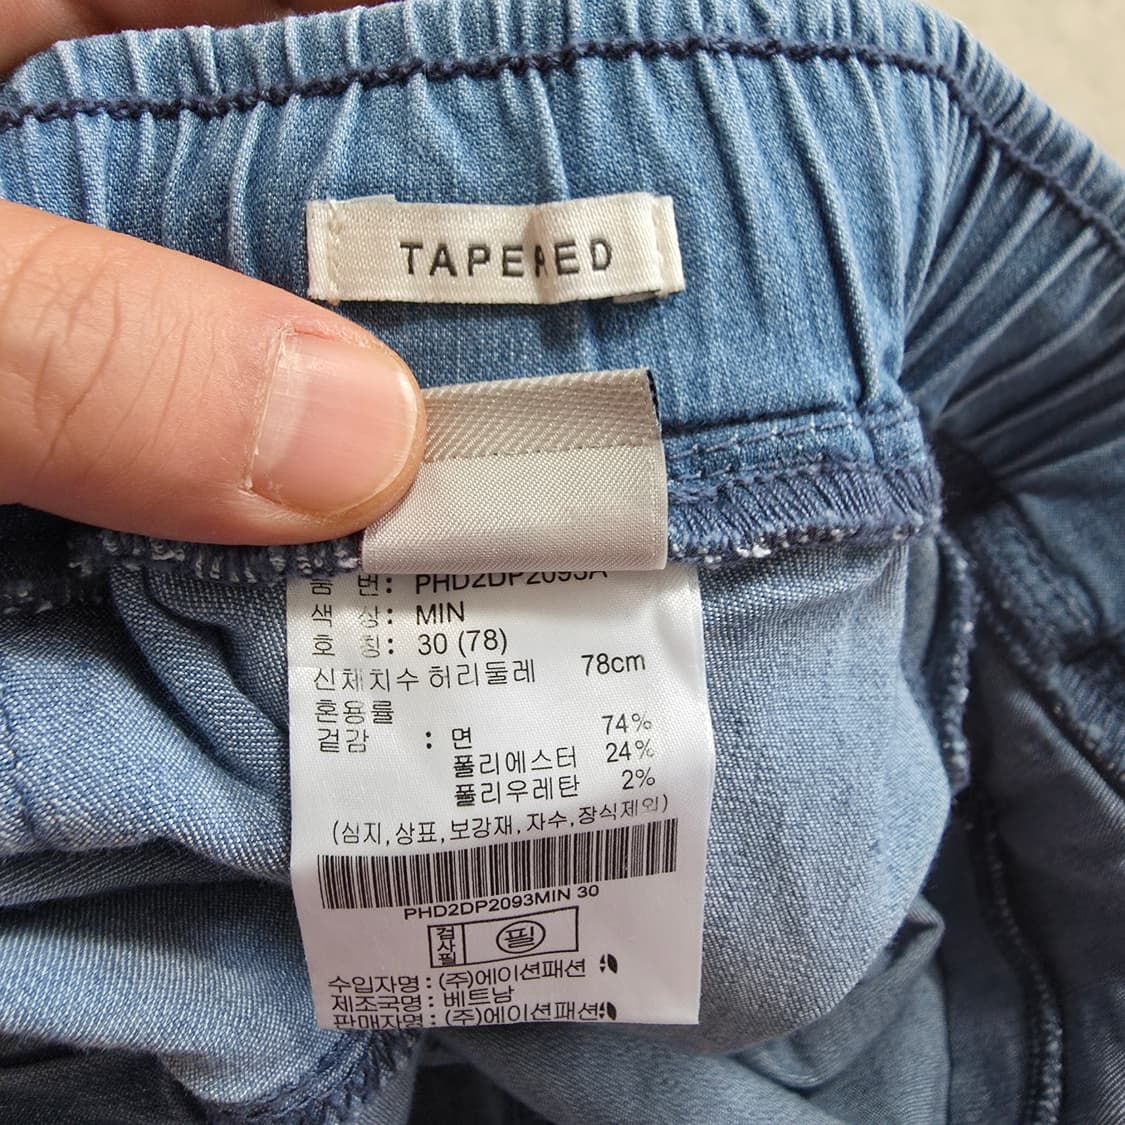 TAPERED
품 번: PHD2DP2093A
색 상: MIN
호 칭: 30 (78)
신체치수 허리둘레 78cm
혼용률
겉감 : 면 74%
폴리에스터 24%
폴리우레탄 2%
(심지,상표,보강재,자수,장식제외)
PHD2DP2093MIN 30
검사필 필
수입자명: (주)에이션패션
제조국명: 베트남
판매자명: (주)에이션패션